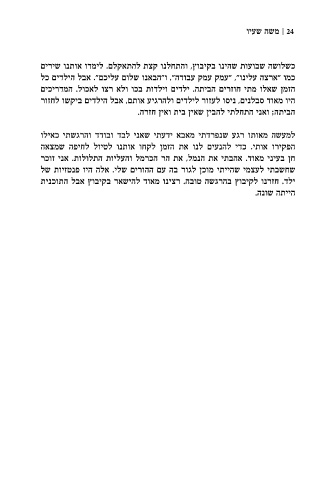 24 | משה שעיו
כשלושה שבועות שהינו בקיבוץ, והתחלנו קצת להתאקלם. לימדו אותנו שירים
כמו "ארצה עלינו", "עמק עמק עבודה", ו"הבאנו שלום עליכם". אבל הילדים כל
הזמן שאלו מתי חוזרים הביתה. ילדים וילדות בכו ולא רצו לאכול. המדריכים
היו מאוד סבלנים, ניסו לעזור לילדים ולהרגיע אותם, אבל הילדים ביקשו לחזור
הביתה; ואני התחלתי להבין שאין בית ואין חזרה.
למעשה מאותו רגע שנפרדתי מאבא ידעתי שאני לבד ובודד והרגשתי כאילו
הפקירו אותי. כדי להנעים לנו את הזמן לקחו אותנו לטיול לחיפה שמצאה
חן בעיני מאוד. אהבתי את הנמל, את הר הכרמל והעליות התלולות. אני זוכר
שחשבתי לעצמי שהייתי מוכן לגור בה עם ההורים שלי. אלה היו פנטזיות של
ילד. חזרנו לקיבוץ בהרגשה טובה. רצינו מאוד להישאר בקיבוץ אבל התוכנית
הייתה שונה.